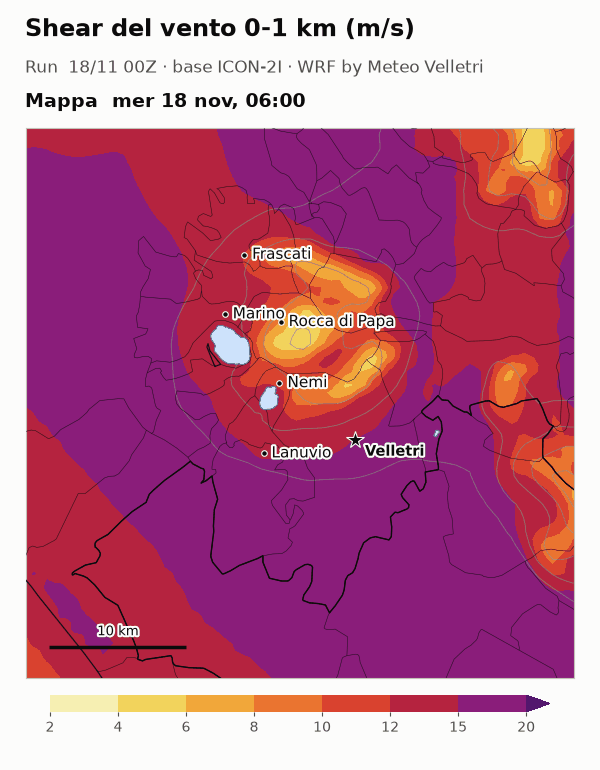 Shear del vento 0-1 km (m/s)
Run  18/11 00Z · base ICON-2I · WRF by Meteo Velletri
Mappa  mer 18 nov, 06:00
Frascati
Marino
Rocca di Papa
Nemi
Velletri
Lanuvio
10 km
2 4 6 8 10 12 15 20